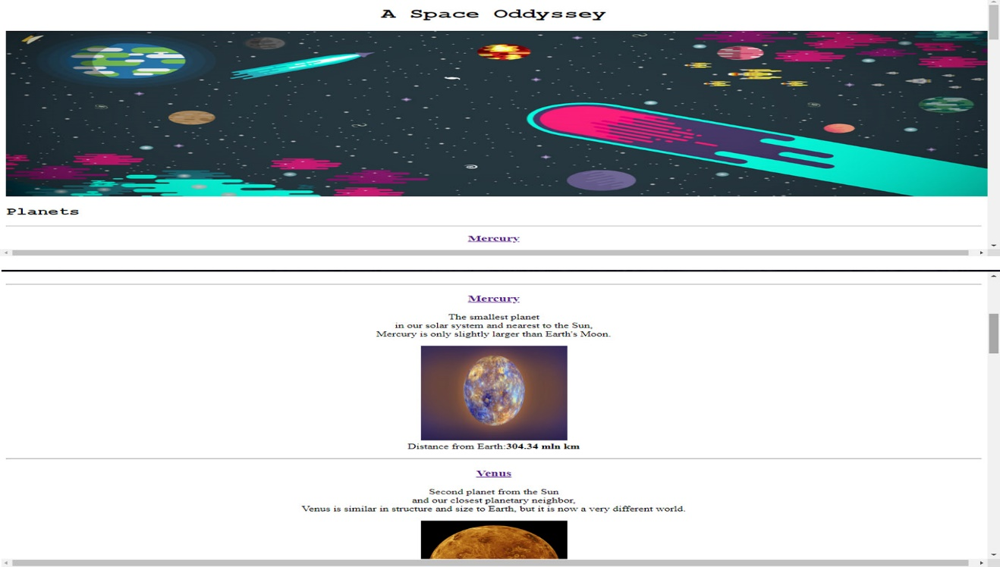 A Space Oddyssey
Planets
Mercury
Mercury
The smallest planet
in our solar system and nearest to the Sun,
Mercury is only slightly larger than Earth's Moon.
Distance from Earth:304.34 mln km
Venus
Second planet from the Sun
and our closest planetary neighbor,
Venus is similar in structure and size to Earth, but it is now a very different world.